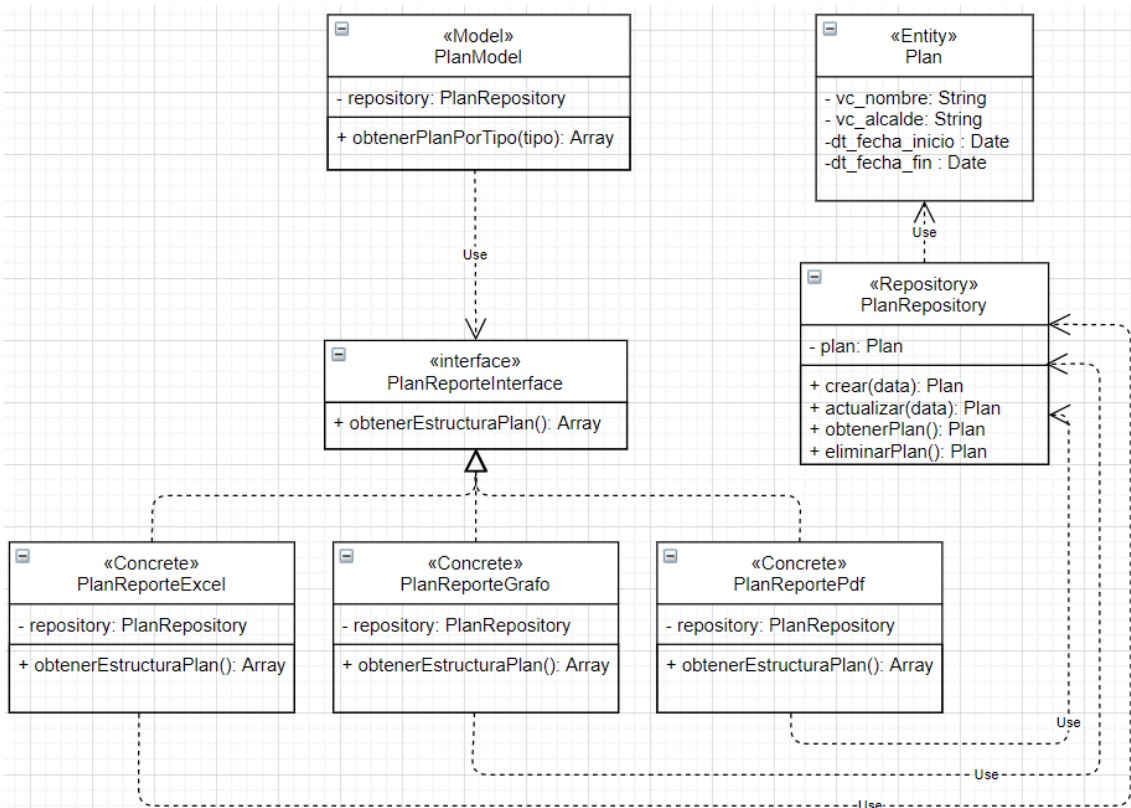 «Model»
PlanModel
- repository: PlanRepository
+ obtenerPlanPorTipo(tipo): Array
«Entity»
Plan
- vc_nombre: String
- vc_alcalde: String
-dt_fecha_inicio : Date
-dt_fecha_fin : Date
Use
Use
«Repository»
PlanRepository
- plan: Plan
+ crear(data): Plan
+ actualizar(data): Plan
+ obtenerPlan(): Plan
+ eliminarPlan(): Plan
«interface»
PlanReporteInterface
+ obtenerEstructuraPlan(): Array
«Concrete»
PlanReporteExcel
- repository: PlanRepository
+ obtenerEstructuraPlan(): Array
«Concrete»
PlanReporteGrafo
- repository: PlanRepository
+ obtenerEstructuraPlan(): Array
«Concrete»
PlanReportePdf
- repository: PlanRepository
+ obtenerEstructuraPlan(): Array
Use
Use
Use